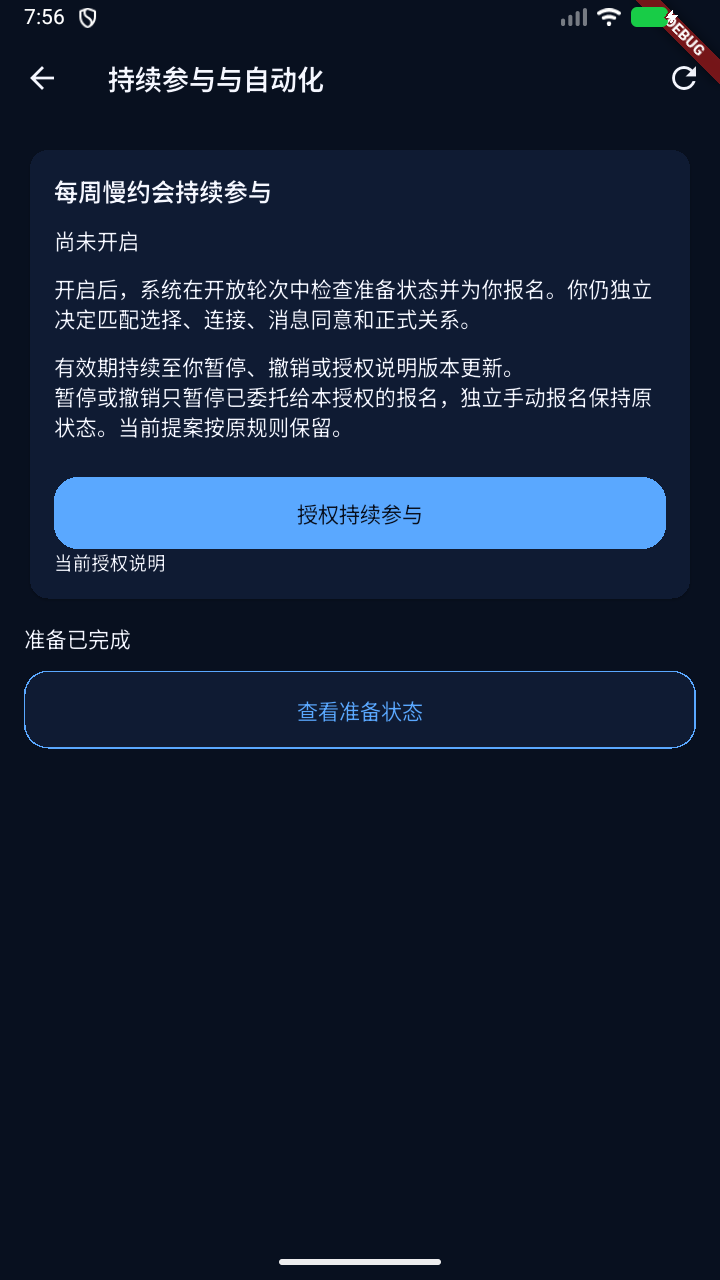 7:56
DEBUG
持续参与与自动化
每周慢约会持续参与
尚未开启
开启后，系统在开放轮次中检查准备状态并为你报名。你仍独立
决定匹配选择、连接、消息同意和正式关系。
有效期持续至你暂停、撤销或授权说明版本更新。
暂停或撤销只暂停已委托给本授权的报名，独立手动报名保持原
状态。当前提案按原规则保留。
授权持续参与
当前授权说明
准备已完成
查看准备状态